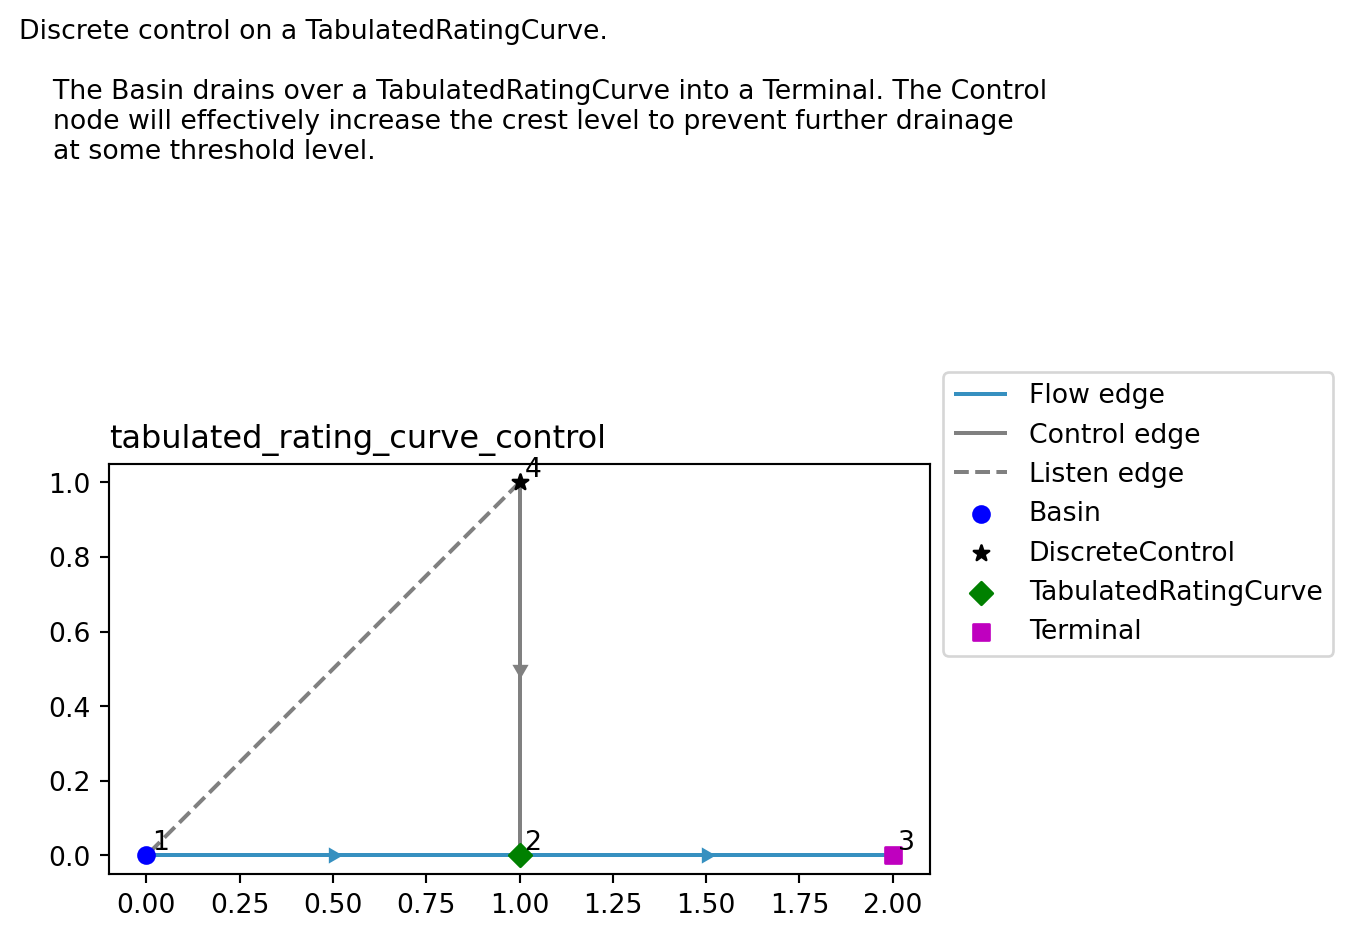 Discrete control on a TabulatedRatingCurve.
The Basin drains over a TabulatedRatingCurve into a Terminal. The Control
node will effectively increase the crest level to prevent further drainage
at some threshold level.
tabulated_rating_curve_control
Flow edge
Control edge
Listen edge
Basin
DiscreteControl
TabulatedRatingCurve
Terminal
4
1.0
0.8
0.6
0.4
0.2
0.0
1
2
3
0.00 0.25 0.50 0.75 1.00 1.25 1.50 1.75 2.00